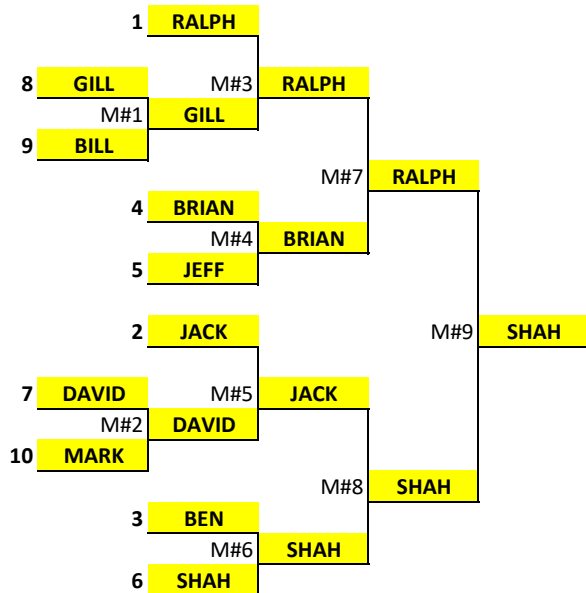 1 RALPH
8 GILL M#3 RALPH
M#1 GILL
9 BILL
M#7 RALPH
4 BRIAN
M#4 BRIAN
5 JEFF
2 JACK M#9 SHAH
7 DAVID M#5 JACK
M#2 DAVID
10 MARK
M#8 SHAH
3 BEN
M#6 SHAH
6 SHAH